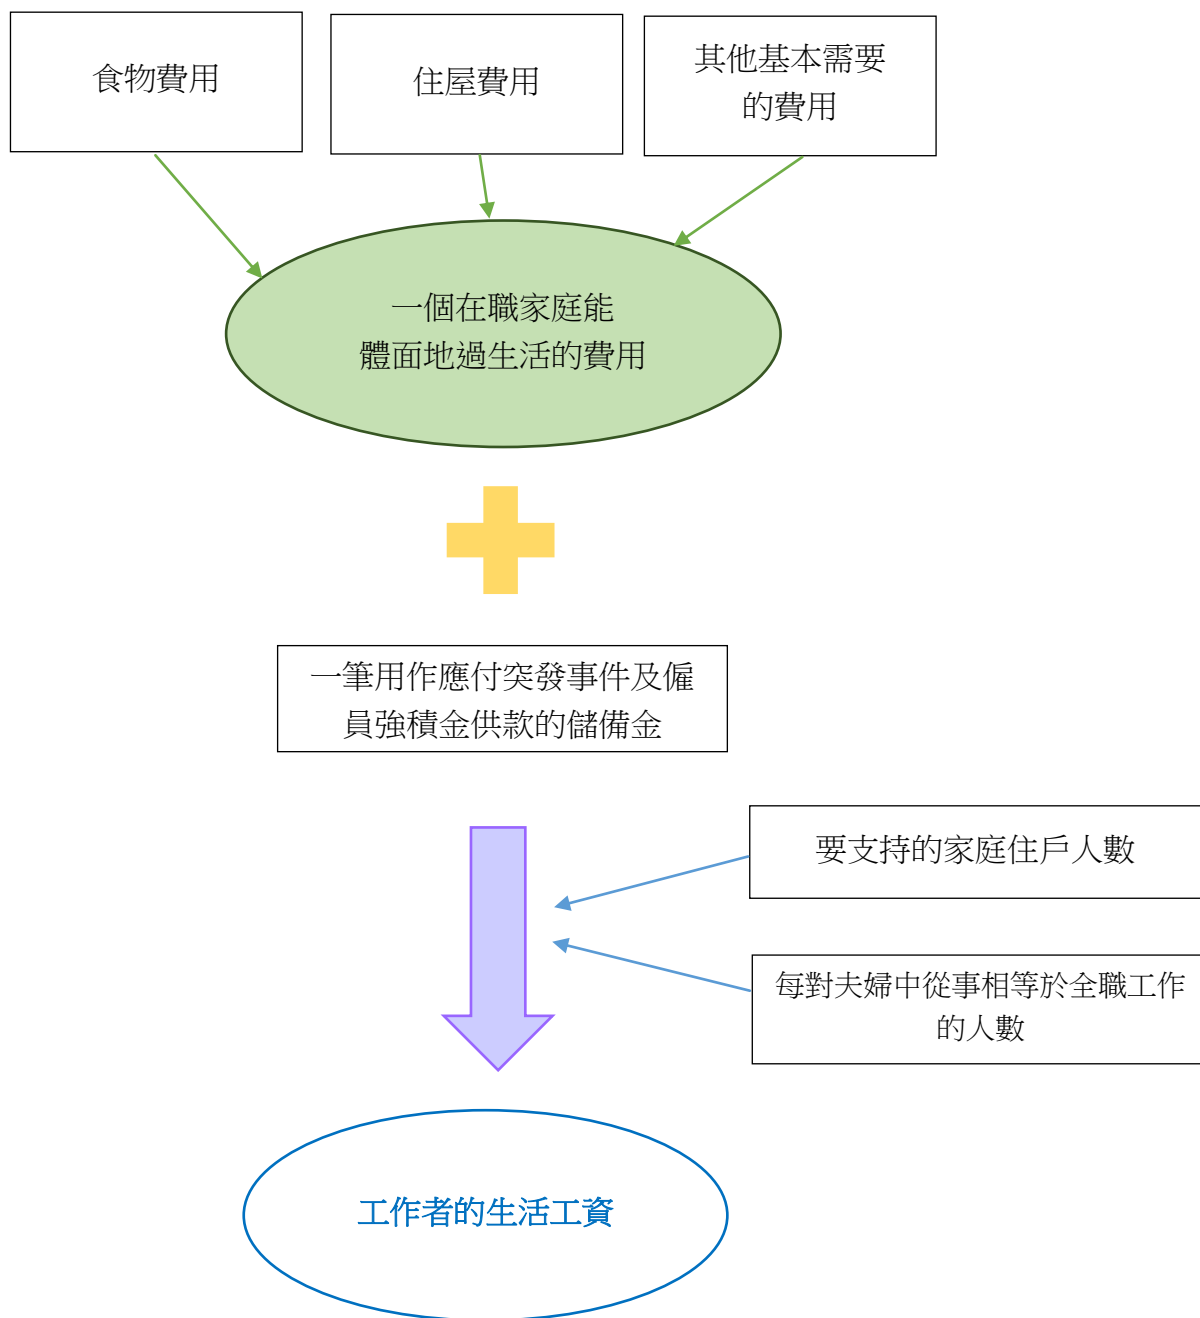 食物費用
住屋費用
其他基本需要
的費用
一個在職家庭能
體面地過生活的費用
一筆用作應付突發事件及僱
員強積金供款的儲備金
要支持的家庭住戶人數
每對夫婦中從事相等於全職工作
的人數
工作者的生活工資